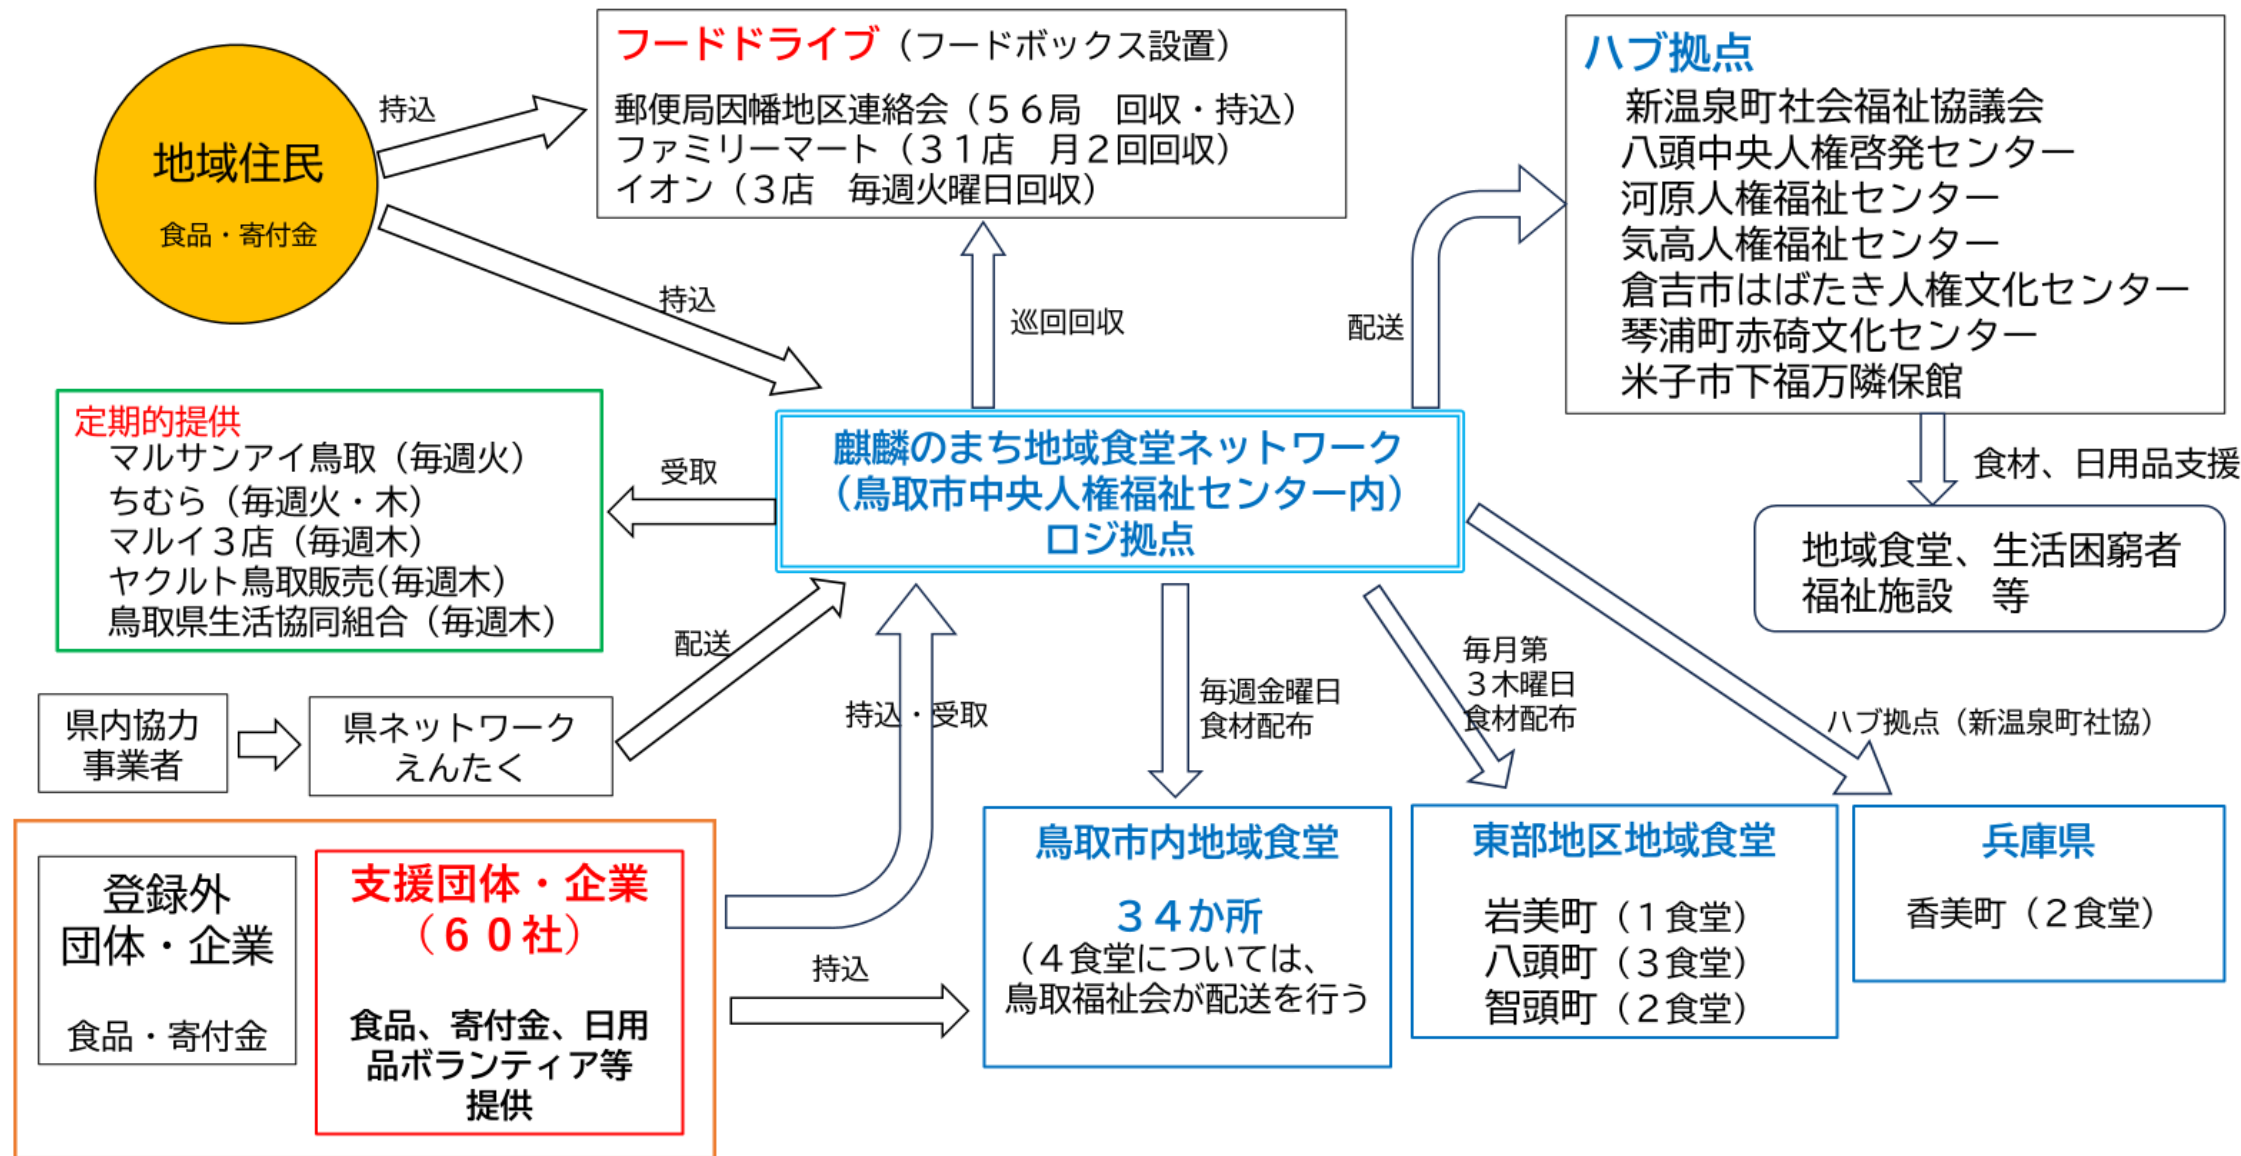 地域住民
食品・寄付金
持込
フードドライブ（フードボックス設置）
郵便局因幡地区連絡会（５６局　回収・持込）
ファミリーマート（３１店　月２回回収）
イオン（３店　毎週火曜日回収）
ハブ拠点
新温泉町社会福祉協議会
八頭中央人権啓発センター
河原人権福祉センター
気高人権福祉センター
倉吉市はばたき人権文化センター
琴浦町赤碕文化センター
米子市下福万隣保館
持込
巡回回収
配送
定期的提供
マルサンアイ鳥取（毎週火）
ちむら（毎週火・木）
マルイ３店（毎週木）
ヤクルト鳥取販売(毎週木）
鳥取県生活協同組合（毎週木）
受取
麒麟のまち地域食堂ネットワーク
（鳥取市中央人権福祉センター内）
ロジ拠点
食材、日用品支援
地域食堂、生活困窮者
福祉施設　等
県内協力
事業者
県ネットワーク
えんたく
配送
持込・受取
毎週金曜日
食材配布
毎月第
３木曜日
食材配布
ハブ拠点（新温泉町社協）
登録外
団体・企業
食品・寄付金
支援団体・企業
（６０社）
食品、寄付金、日用
品ボランティア等
提供
持込
鳥取市内地域食堂
３４か所
（４食堂については、
鳥取福祉会が配送を行う
東部地区地域食堂
岩美町（１食堂）
八頭町（３食堂）
智頭町（２食堂）
兵庫県
香美町（２食堂）